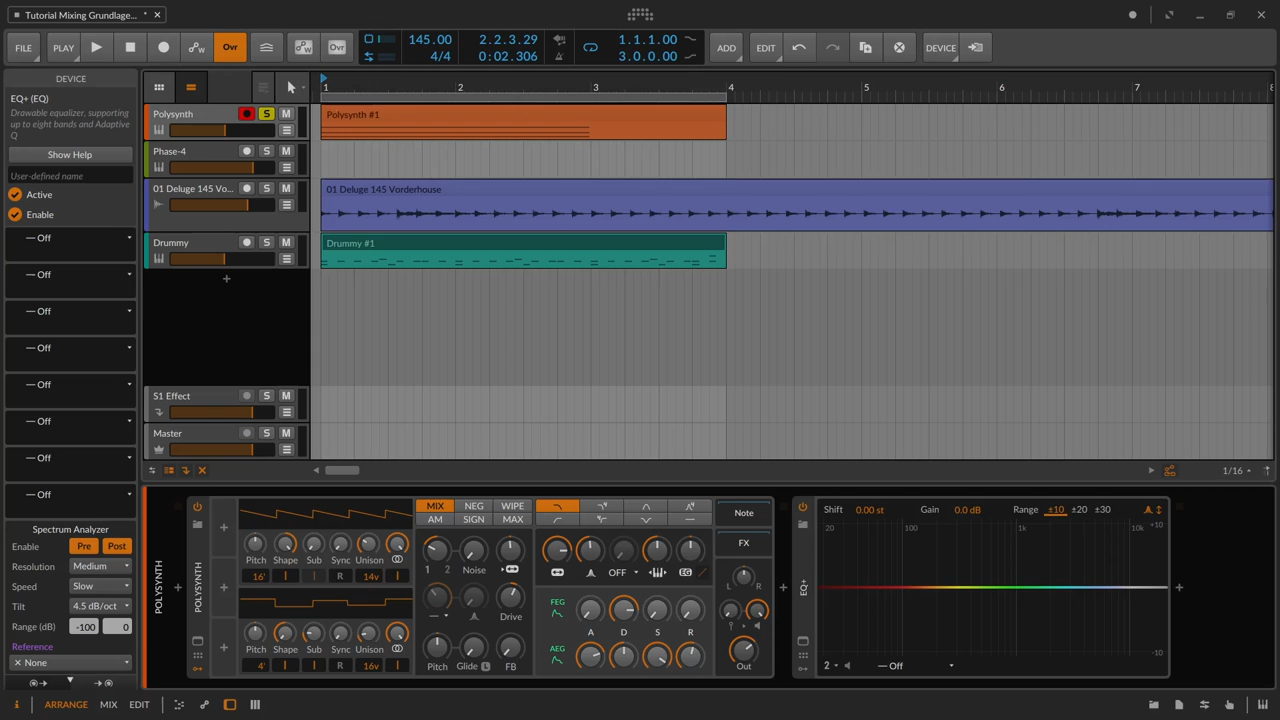 Tutorial Mixing Grundlage... *
FILE PLAY Ovr Ovr 145.00 2.2.3.29 1.1.1.00 ADD EDIT DEVICE
4/4 0:02.306 3.0.0.00
DEVICE
EQ+ (EQ)
Drawable equalizer, supporting
up to eight bands and Adaptive
Q
Show Help
User-defined name
Active
Enable
— Off
— Off
— Off
— Off
— Off
— Off
— Off
— Off
Spectrum Analyzer
Enable Pre Post
Resolution Medium
Speed Slow
Tilt 4.5 dB/oct
Range (dB) -100 0
Reference
× None
1 2 3 4 5 6 7 8
Polysynth S M
Polysynth #1
Phase-4 S M
01 Deluge 145 Vo... S M
01 Deluge 145 Vorderhouse
Drummy S M
Drummy #1
+
S1 Effect S M
Master S M
1/16
POLYSYNTH
POLYSYNTH
Pitch Shape Sub Sync Unison
16' R 14v
Pitch Shape Sub Sync Unison
4' R 16v
MIX NEG WIPE
AM SIGN MAX
1 2 Noise
Drive
Pitch Glide L FB
OFF EG
FEG
A D S R
AEG
Note
FX
L R
Out
EQ+
Shift 0.00 st Gain 0.0 dB Range ±10 ±20 ±30
20 100 1k 10k +10
-10
2 — Off
ARRANGE MIX EDIT